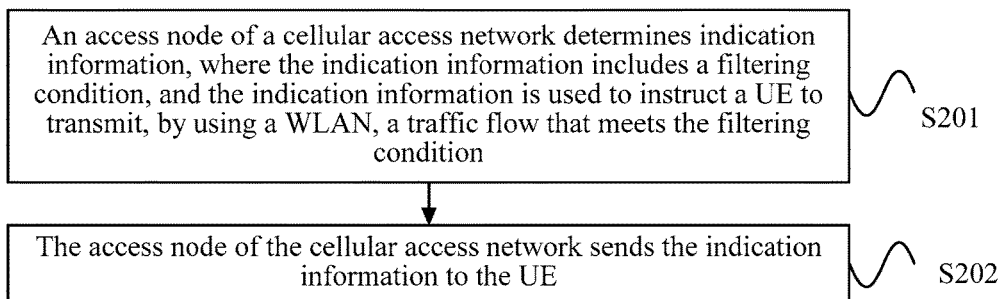 An access node of a cellular access network determines indication
information, where the indication information includes a filtering
condition, and the indication information is used to instruct a UE to
transmit, by using a WLAN, a traffic flow that meets the filtering
condition
S201
The access node of the cellular access network sends the indication
information to the UE
S202